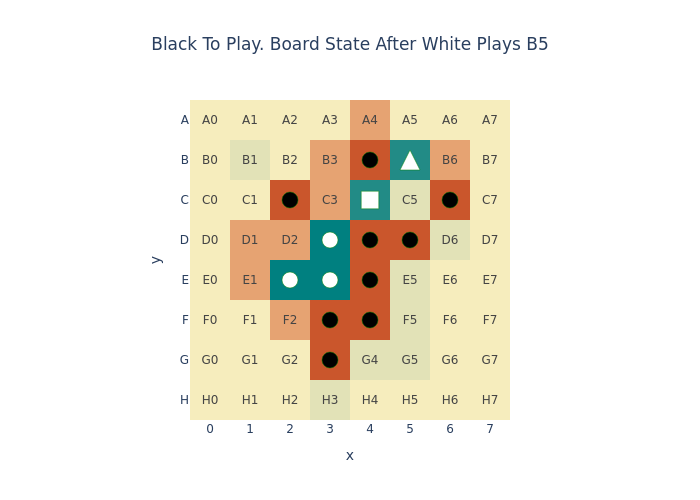 Black To Play. Board State After White Plays B5
A A0 A1 A2 A3 A4 A5 A6 A7
B B0 B1 B2 B3 B6 B7
C C0 C1 C3 C5 C7
D D0 D1 D2 D6 D7
E E0 E1 E5 E6 E7
F F0 F1 F2 F5 F6 F7
G G0 G1 G2 G4 G5 G6 G7
H H0 H1 H2 H3 H4 H5 H6 H7
0 1 2 3 4 5 6 7
x
y